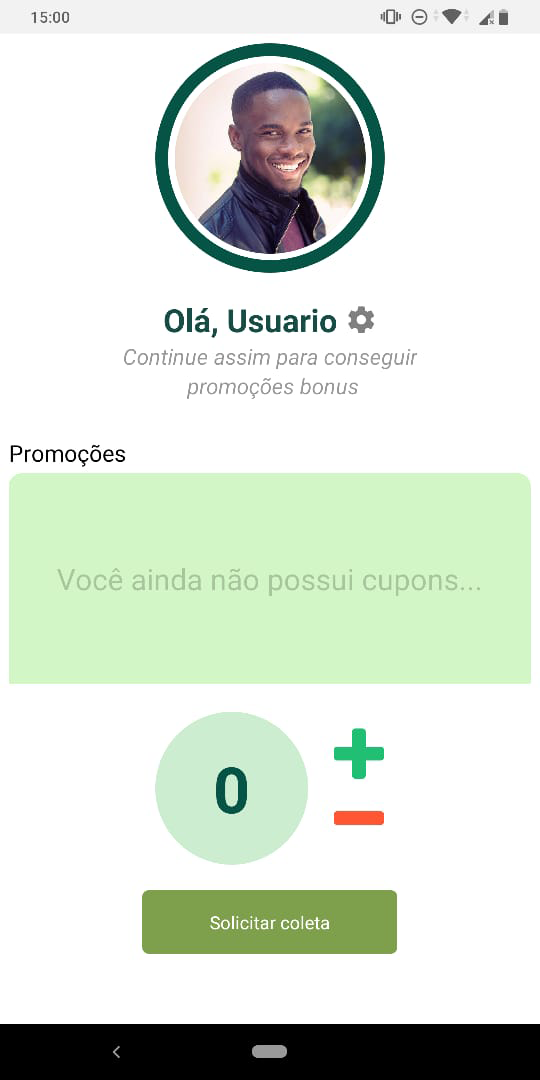 15:00
Olá, Usuario
Continue assim para conseguir
promoções bonus
Promoções
Você ainda não possui cupons...
0
Solicitar coleta